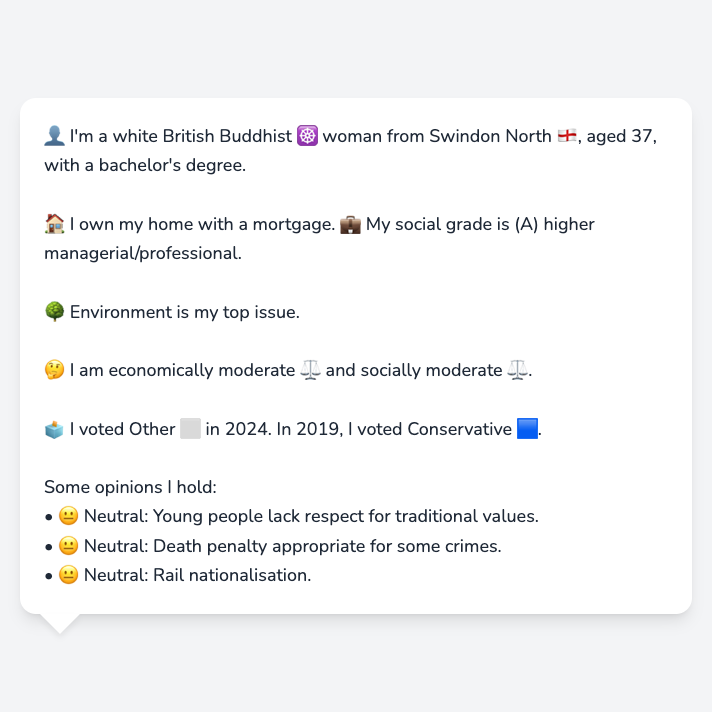 👤 I'm a white British Buddhist ☸️ woman from Swindon North 🏴󠁧󠁢󠁥󠁮󠁧󠁿, aged 37,
with a bachelor's degree.
🏠 I own my home with a mortgage. 💼 My social grade is (A) higher
managerial/professional.
🌳 Environment is my top issue.
🤔 I am economically moderate ⚖️ and socially moderate ⚖️.
🗳️ I voted Other ⬜ in 2024. In 2019, I voted Conservative 🟦.
Some opinions I hold:
• 😐 Neutral: Young people lack respect for traditional values.
• 😐 Neutral: Death penalty appropriate for some crimes.
• 😐 Neutral: Rail nationalisation.